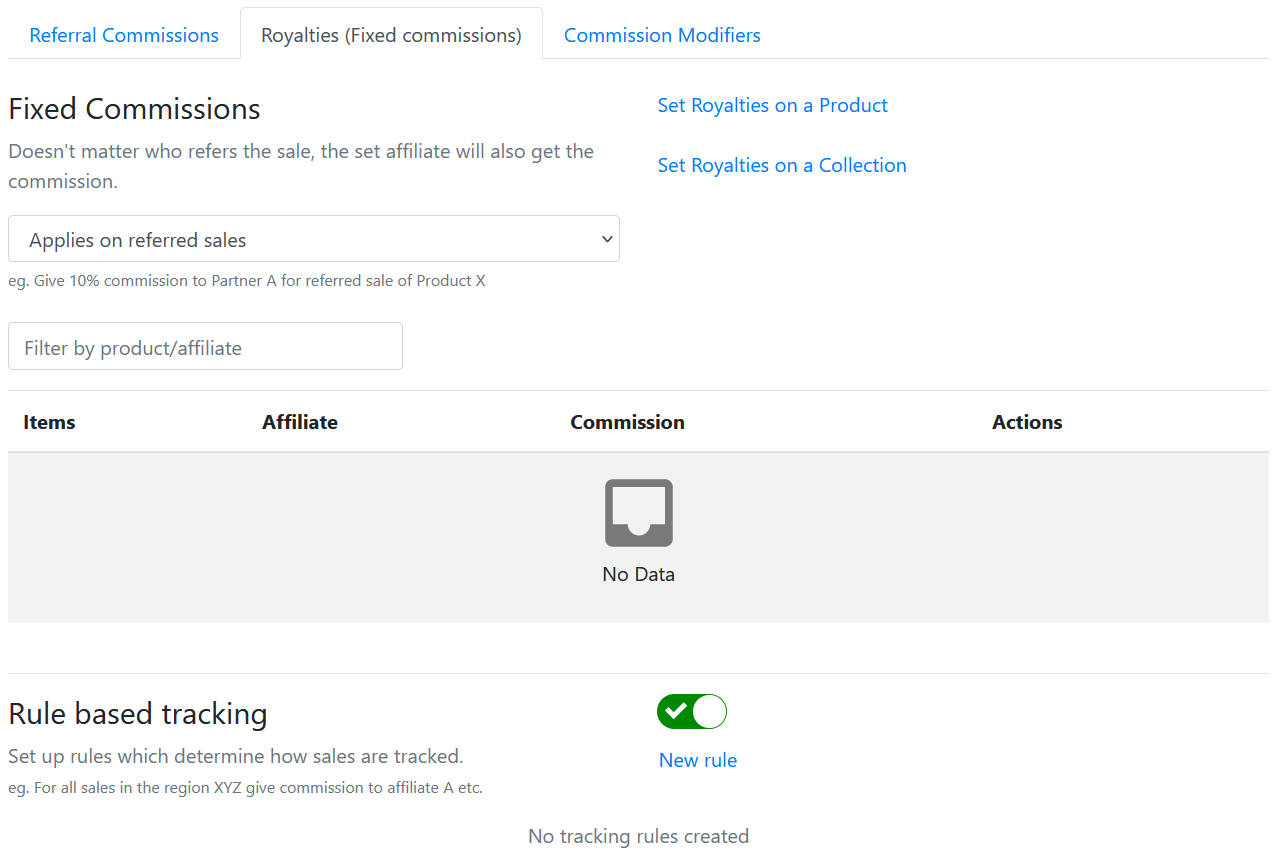 Referral Commissions
Royalties (Fixed commissions)
Commission Modifiers
Fixed Commissions
Doesn't matter who refers the sale, the set affiliate will also get the
commission.
Set Royalties on a Product
Set Royalties on a Collection
Applies on referred sales
eg. Give 10% commission to Partner A for referred sale of Product X
Filter by product/affiliate
Items Affiliate Commission Actions
No Data
Rule based tracking
Set up rules which determine how sales are tracked.
eg. For all sales in the region XYZ give commission to affiliate A etc.
New rule
No tracking rules created